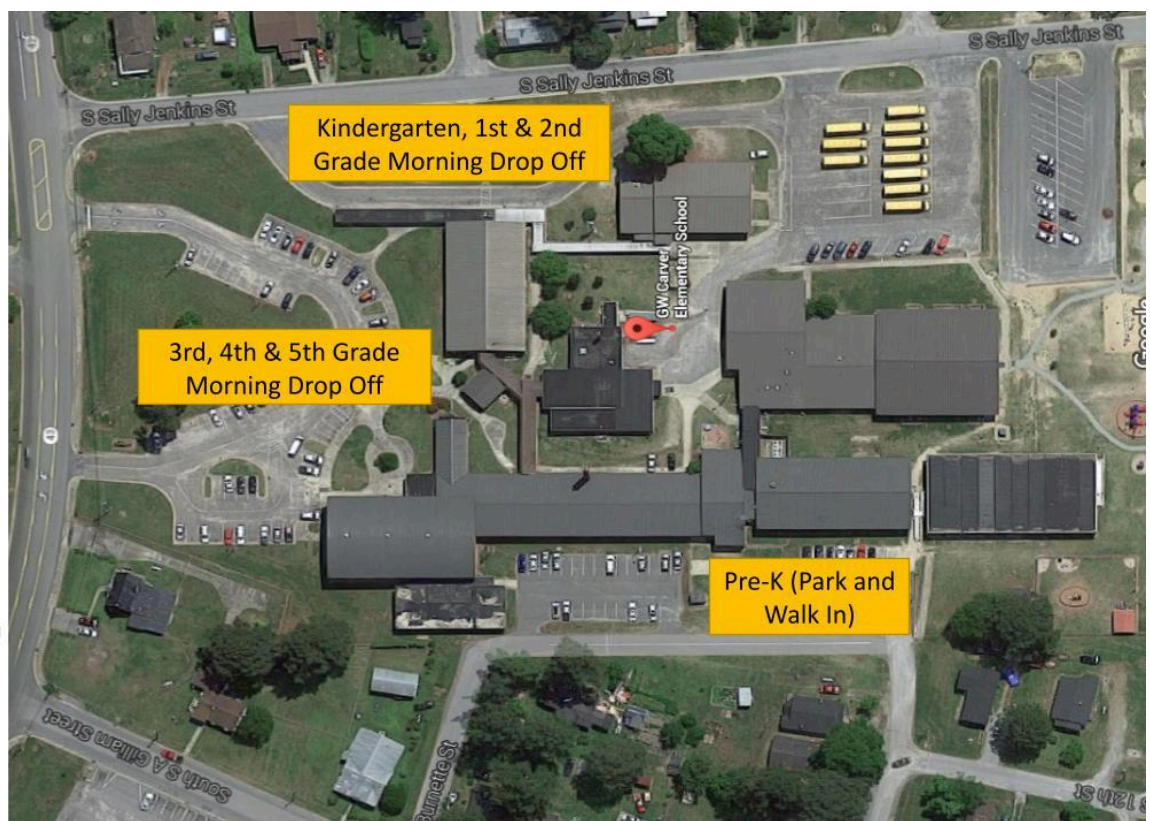 S Sally Jenkins St
S Sally Jenkins St
S Sally Jenkins St
Kindergarten, 1st & 2nd
Grade Morning Drop Off
GW Carver
Elementary School
Google
3rd, 4th & 5th Grade
Morning Drop Off
Pre-K (Park and
Walk In)
South S A Gilliam Street
Burnette St
S 12th St